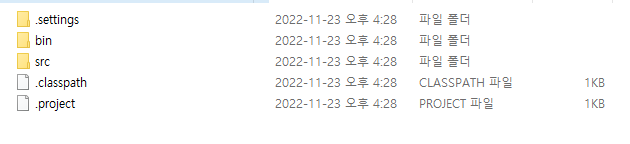 .settings 2022-11-23 오후 4:28 파일 폴더
bin 2022-11-23 오후 4:28 파일 폴더
src 2022-11-23 오후 4:28 파일 폴더
.classpath 2022-11-23 오후 4:28 CLASSPATH 파일 1KB
.project 2022-11-23 오후 4:28 PROJECT 파일 1KB